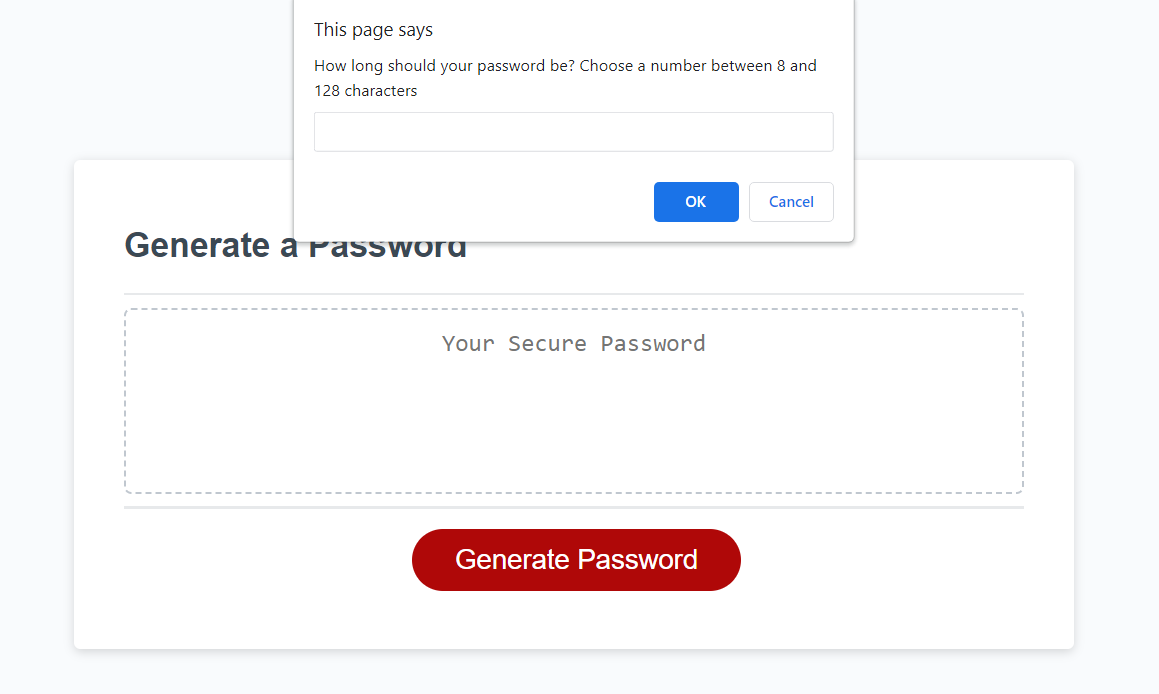 This page says
How long should your password be? Choose a number between 8 and
128 characters
OK
Cancel
Generate a Password
Your Secure Password
Generate Password